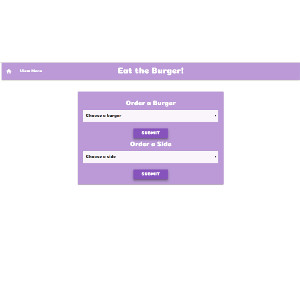 View Menu
Eat the Burger!
Order a Burger
Choose a burger
SUBMIT
Order a Side
Choose a side
SUBMIT